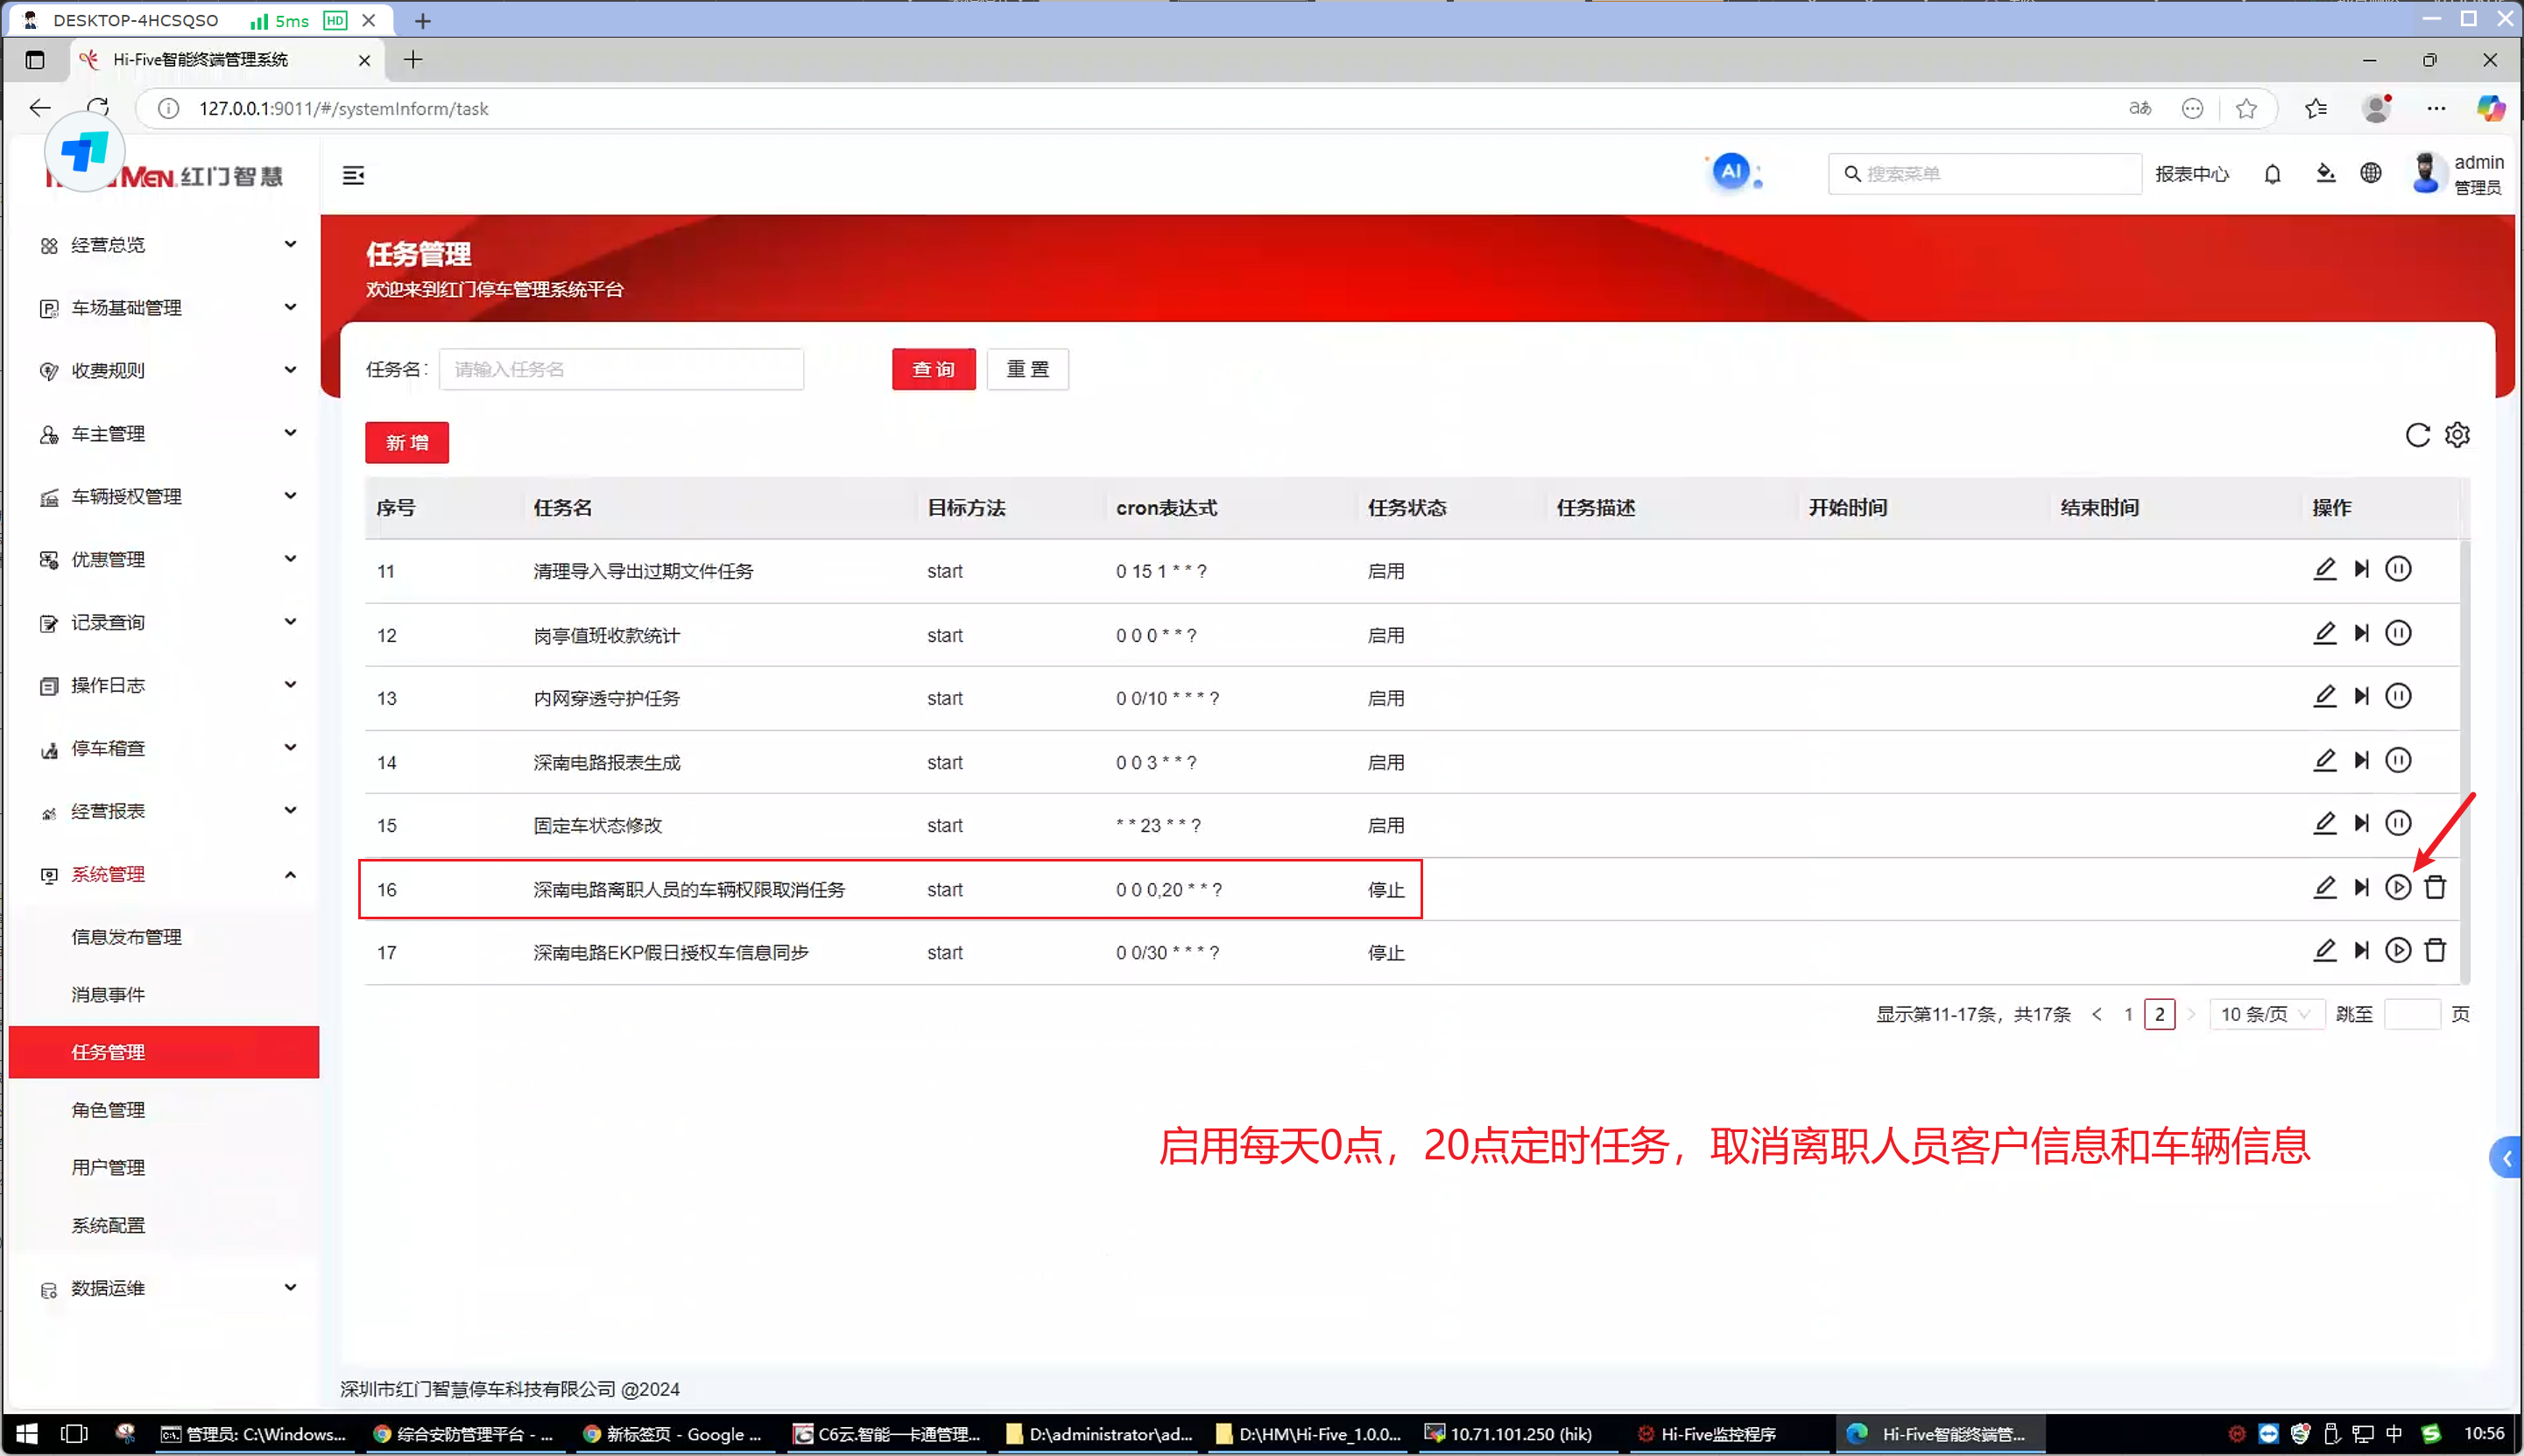 DESKTOP-4HCSQSO 5ms HD
Hi-Five智能终端管理系统
127.0.0.1:9011/#/systemInform/task
MEN 红门智慧
搜索菜单
报表中心
admin
管理员
经营总览
车场基础管理
收费规则
车主管理
车辆授权管理
优惠管理
记录查询
操作日志
停车稽查
经营报表
系统管理
信息发布管理
消息事件
任务管理
角色管理
用户管理
系统配置
数据运维
任务管理
欢迎来到红门停车管理系统平台
任务名: 请输入任务名 查 询 重 置
新 增
序号 任务名 目标方法 cron表达式 任务状态 任务描述 开始时间 结束时间 操作
11 清理导入导出过期文件任务 start 0 15 1 * * ? 启用
12 岗亭值班收款统计 start 0 0 0 * * ? 启用
13 内网穿透守护任务 start 0 0/10 * * * ? 启用
14 深南电路报表生成 start 0 0 3 * * ? 启用
15 固定车状态修改 start * * 23 * * ? 启用
16 深南电路离职人员的车辆权限取消任务 start 0 0 0,20 * * ? 停止
17 深南电路EKP假日授权车信息同步 start 0 0/30 * * * ? 停止
显示第11-17条，共17条 < 1 2 > 10 条/页 跳至 页
启用每天0点，20点定时任务，取消离职人员客户信息和车辆信息
深圳市红门智慧停车科技有限公司 @2024
管理员: C:\Windows... 综合安防管理平台 - ... 新标签页 - Google ... C6云.智能一卡通管理... D:\administrator\ad... D:\HM\Hi-Five_1.0.0... 10.71.101.250 (hik) Hi-Five监控程序 Hi-Five智能终端管... 中 10:56